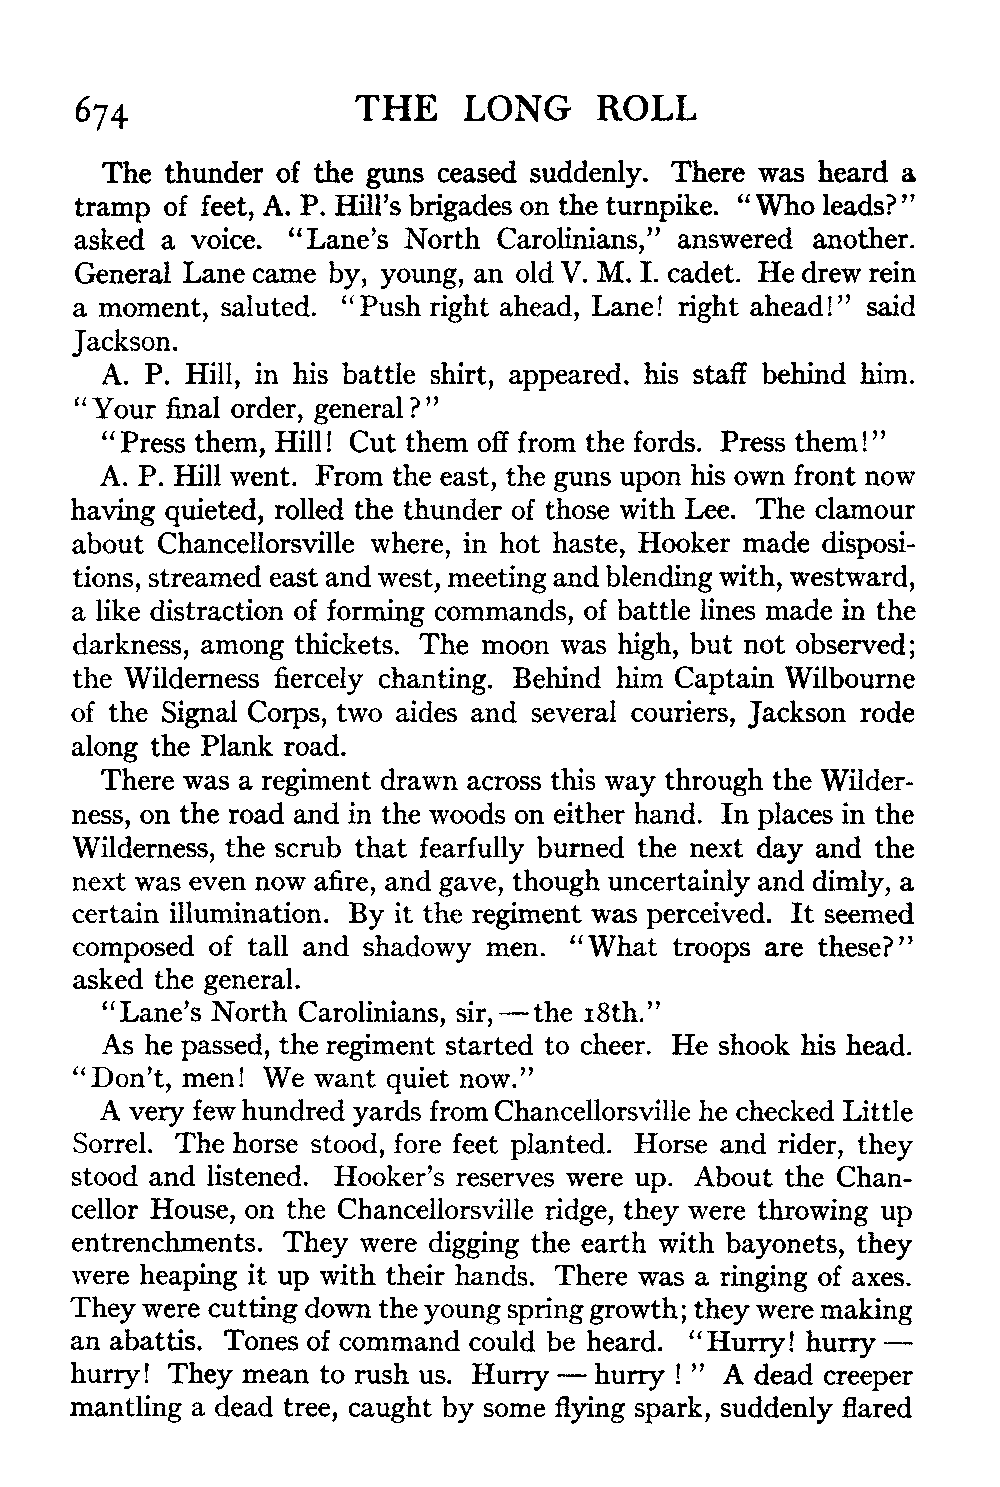 674 THE LONG ROLL
The thunder of the guns ceased suddenly. There was heard a
tramp of feet, A. P. Hill's brigades on the turnpike. "Who leads?"
asked a voice. "Lane's North Carolinians," answered another.
General Lane came by, young, an old V. M. I. cadet. He drew rein
a moment, saluted. "Push right ahead, Lane! right ahead!" said
Jackson.
A. P. Hill, in his battle shirt, appeared. his staff behind him.
"Your final order, general?"
"Press them, Hill! Cut them off from the fords. Press them!"
A. P. Hill went. From the east, the guns upon his own front now
having quieted, rolled the thunder of those with Lee. The clamour
about Chancellorsville where, in hot haste, Hooker made disposi-
tions, streamed east and west, meeting and blending with, westward,
a like distraction of forming commands, of battle lines made in the
darkness, among thickets. The moon was high, but not observed;
the Wilderness fiercely chanting. Behind him Captain Wilbourne
of the Signal Corps, two aides and several couriers, Jackson rode
along the Plank road.
There was a regiment drawn across this way through the Wilder-
ness, on the road and in the woods on either hand. In places in the
Wilderness, the scrub that fearfully burned the next day and the
next was even now afire, and gave, though uncertainly and dimly, a
certain illumination. By it the regiment was perceived. It seemed
composed of tall and shadowy men. "What troops are these?"
asked the general.
"Lane's North Carolinians, sir, — the 18th."
As he passed, the regiment started to cheer. He shook his head.
"Don't, men! We want quiet now."
A very few hundred yards from Chancellorsville he checked Little
Sorrel. The horse stood, fore feet planted. Horse and rider, they
stood and listened. Hooker's reserves were up. About the Chan-
cellor House, on the Chancellorsville ridge, they were throwing up
entrenchments. They were digging the earth with bayonets, they
were heaping it up with their hands. There was a ringing of axes.
They were cutting down the young spring growth; they were making
an abattis. Tones of command could be heard. "Hurry! hurry —
hurry! They mean to rush us. Hurry — hurry ! " A dead creeper
mantling a dead tree, caught by some flying spark, suddenly flared